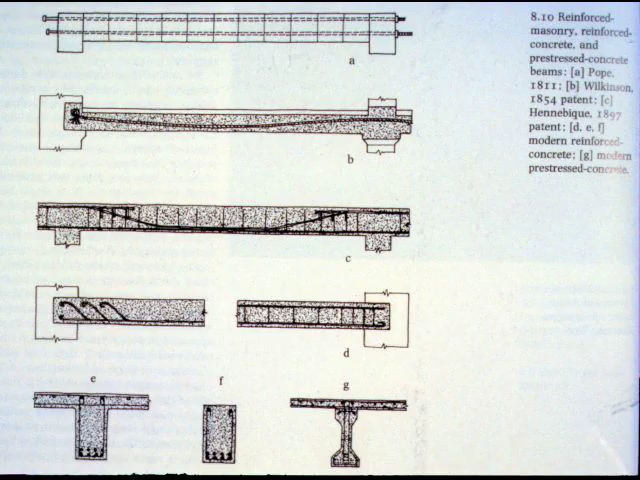 8.10 Reinforced-
masonry, reinforced-
concrete, and
prestressed-concrete
beams: [a] Pope,
1811; [b] Wilkinson,
1854 patent; [c]
Hennebique, 1897
patent; [d, e, f]
modern reinforced-
concrete; [g] modern
prestressed-concrete.
a
b
c
d
e f g